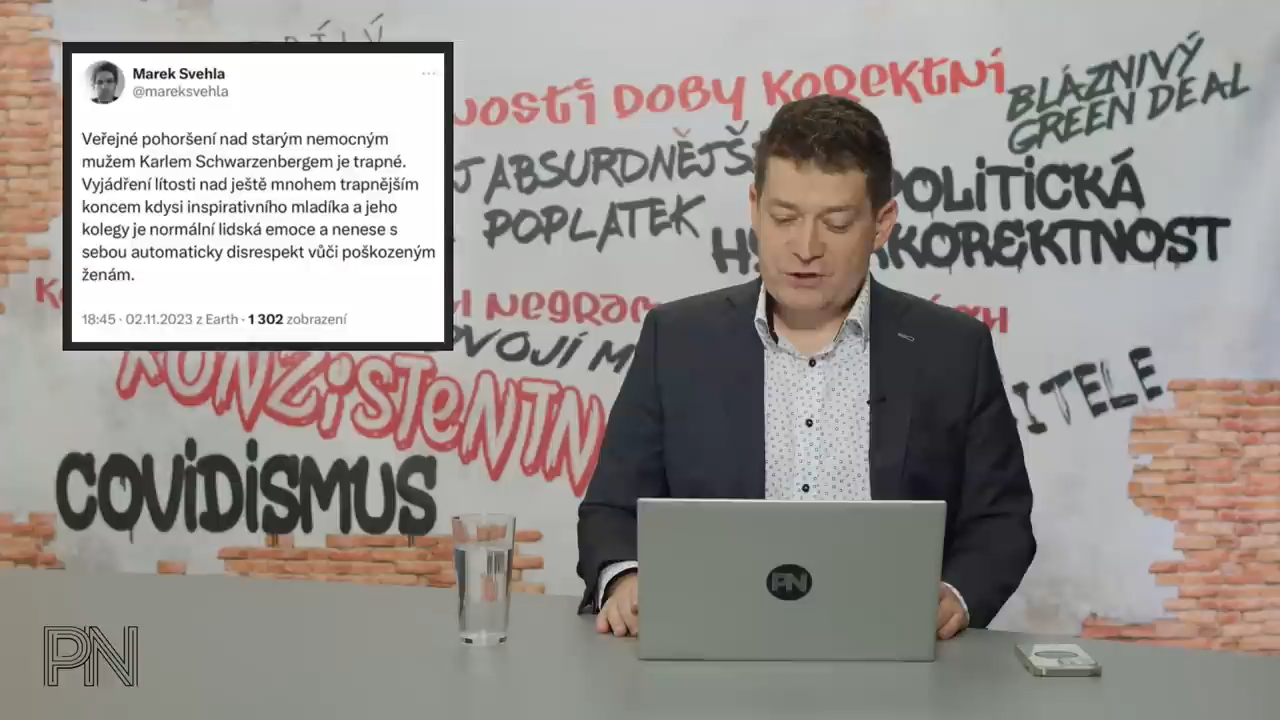 Marek Svehla
@mareksvehla
Veřejné pohoršení nad starým nemocným
mužem Karlem Schwarzenbergem je trapné.
Vyjádření lítosti nad ještě mnohem trapnějším
koncem kdysi inspirativního mladíka a jeho
kolegy je normální lidská emoce a nenese s
sebou automaticky disrespekt vůči poškozeným
ženám.
18:45 · 02.11.2023 z Earth · 1 302 zobrazení
DOBY KOREKTNÍ
BLÁZNIVÝ
GREEN DEAL
POPLATEK
POLITICKÁ
KOREKTNOST
COVIDISMUS
PN
PN